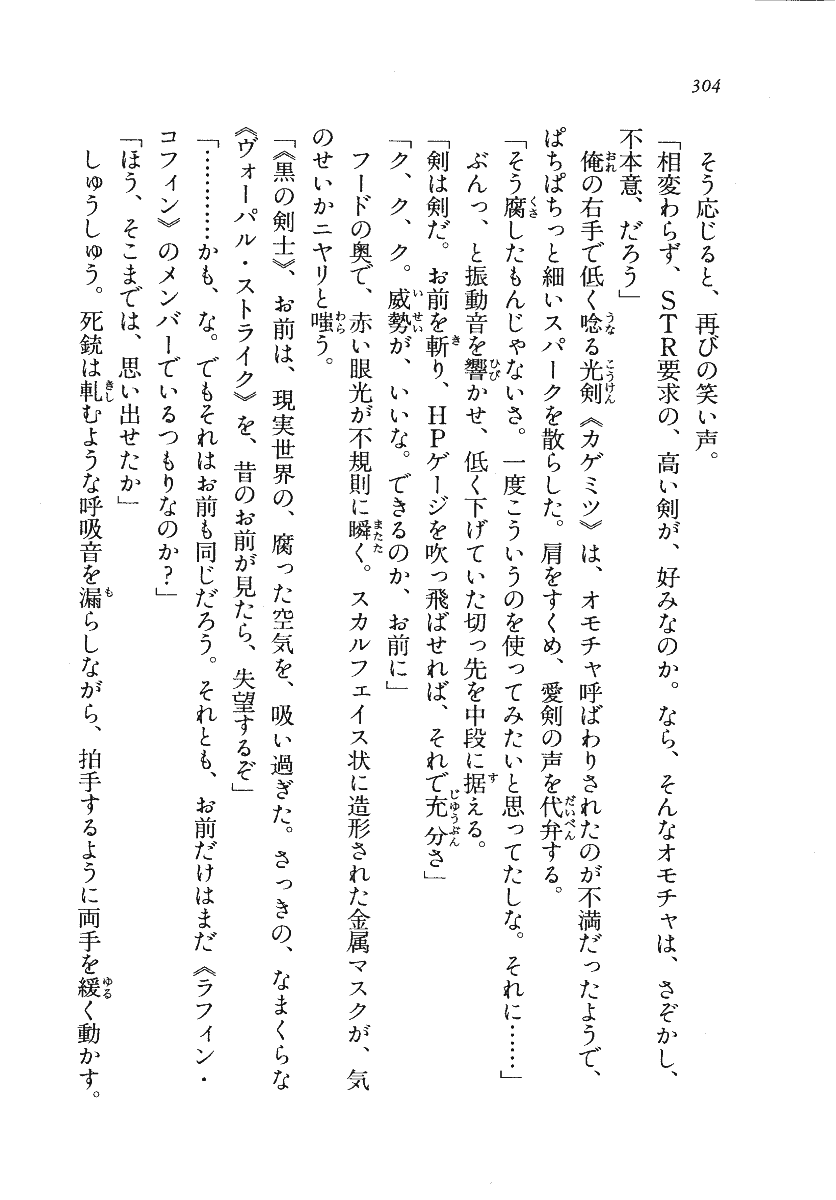 304
そう応じると、再びの笑い声。
「相変わらず、ＳＴＲ要求の、高い剣が、好みなのか。なら、そんなオモチャは、さぞかし、
不本意、だろう」
俺の右手で低く唸る光剣《カゲミツ》は、オモチャ呼ばわりされたのが不満だったようで、
ぱちぱちっと細いスパークを散らした。肩をすくめ、愛剣の声を代弁する。
「そう腐したもんじゃないさ。一度こういうのを使ってみたいと思ってたしな。それに……」
ぶんっ、と振動音を響かせ、低く下げていた切っ先を中段に据える。
「剣は剣だ。お前を斬り、ＨＰゲージを吹っ飛ばせれば、それで充分さ」
「ク、ク、ク。威勢が、いいな。できるのか、お前に」
フードの奥で、赤い眼光が不規則に瞬く。スカルフェイス状に造形された金属マスクが、気
のせいかニヤリと嗤う。
「《黒の剣士》、お前は、現実世界の、腐った空気を、吸い過ぎた。さっきの、なまくらな
《ヴォーパル・ストライク》を、昔のお前が見たら、失望するぞ」
「…………かも、な。でもそれはお前も同じだろう。それとも、お前だけはまだ《ラフィン・
コフィン》のメンバーでいるつもりなのか？」
「ほう、そこまでは、思い出せたか」
しゅうしゅう。死銃は軋むような呼吸音を漏らしながら、拍手するように両手を緩く動かす。